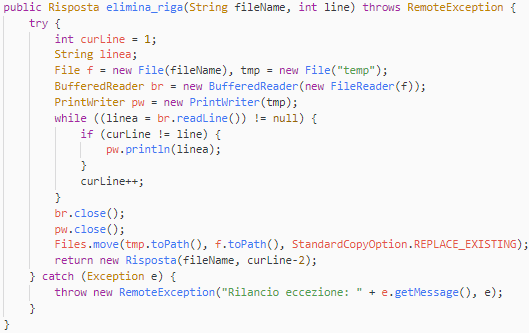 public Risposta elimina_riga(String fileName, int line) throws RemoteException {
    try {
        int curLine = 1;
        String linea;
        File f = new File(fileName), tmp = new File("temp");
        BufferedReader br = new BufferedReader(new FileReader(f));
        PrintWriter pw = new PrintWriter(tmp);
        while ((linea = br.readLine()) != null) {
            if (curLine != line) {
                pw.println(linea);
            }
            curLine++;
        }
        br.close();
        pw.close();
        Files.move(tmp.toPath(), f.toPath(), StandardCopyOption.REPLACE_EXISTING);
        return new Risposta(fileName, curLine-2);
    } catch (Exception e) {
        throw new RemoteException("Rilancio eccezione: " + e.getMessage(), e);
    }
}